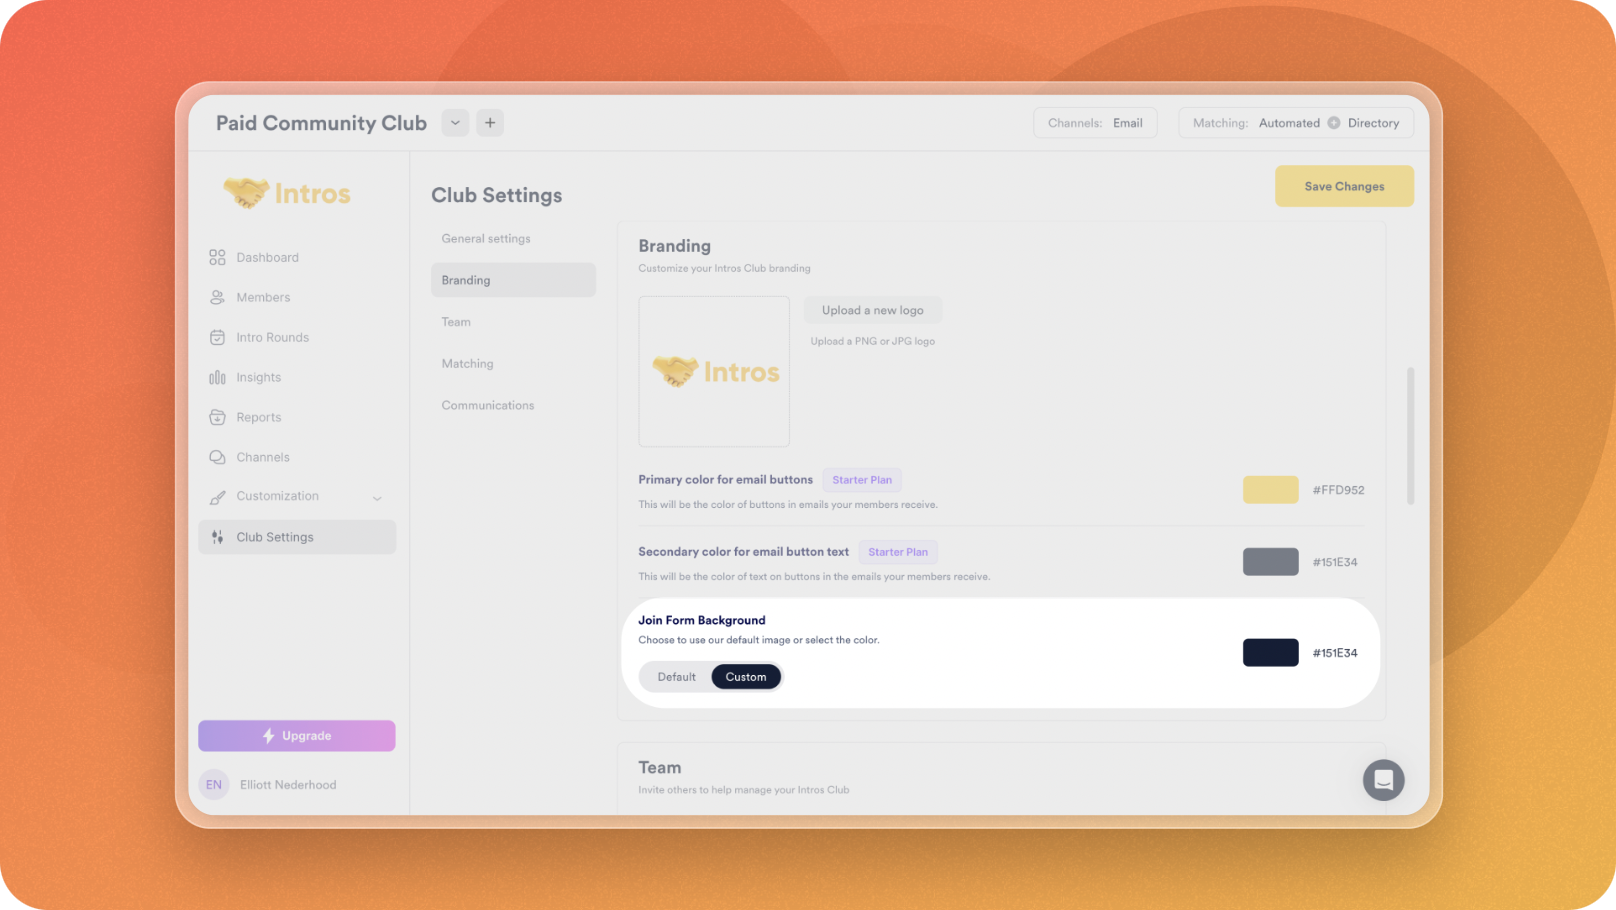 Paid Community Club
Channels: Email
Matching: Automated Directory
Intros
Dashboard
Members
Intro Rounds
Insights
Reports
Channels
Customization
Club Settings
Upgrade
EN Elliott Nederhood
Club Settings
Save Changes
General settings
Branding
Team
Matching
Communications
Branding
Customize your Intros Club branding
Intros
Upload a new logo
Upload a PNG or JPG logo
Primary color for email buttons Starter Plan
This will be the color of buttons in emails your members receive.
#FFD952
Secondary color for email button text Starter Plan
This will be the color of text on buttons in the emails your members receive.
#151E34
Join Form Background
Choose to use our default image or select the color.
Default Custom
#151E34
Team
Invite others to help manage your Intros Club